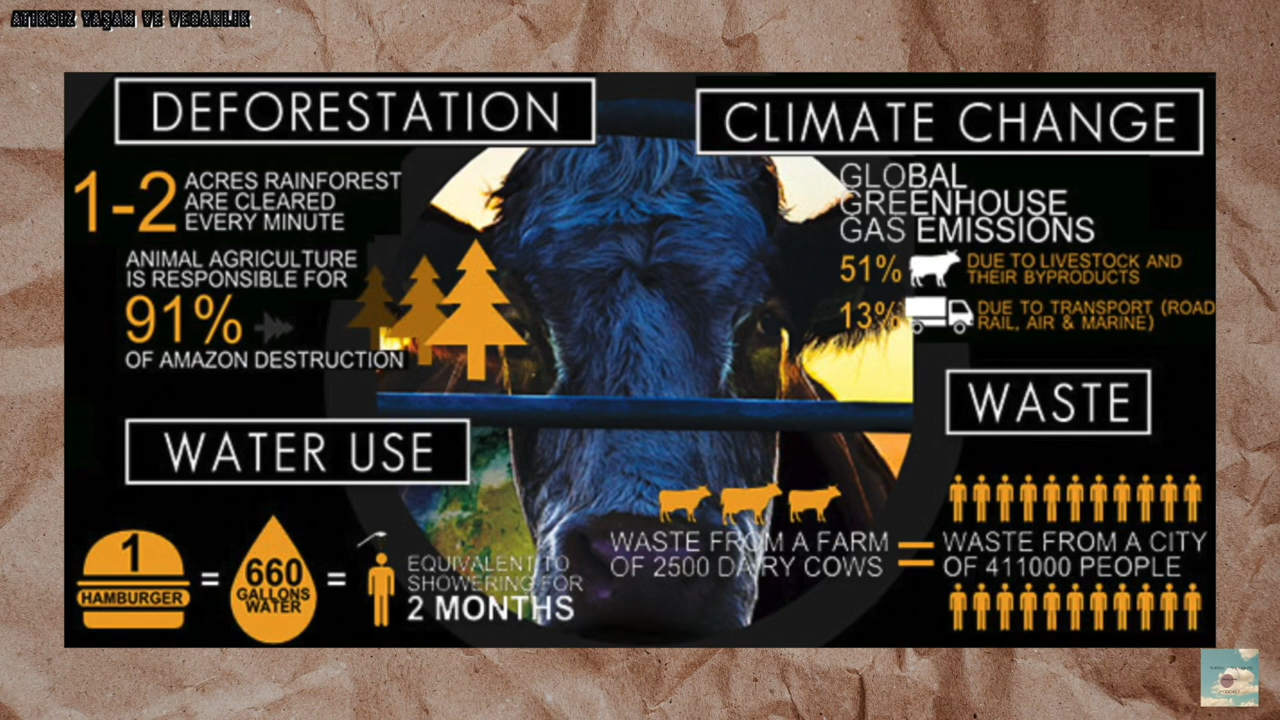 ATIKSIZ YAŞAM VE VEGANLIK
DEFORESTATION
1-2
ACRES RAINFOREST
ARE CLEARED
EVERY MINUTE
ANIMAL AGRICULTURE
IS RESPONSIBLE FOR
91%
OF AMAZON DESTRUCTION
CLIMATE CHANGE
GLOBAL
GREENHOUSE
GAS EMISSIONS
51%
DUE TO LIVESTOCK AND
THEIR BYPRODUCTS
13%
DUE TO TRANSPORT (ROAD
RAIL, AIR & MARINE)
WATER USE
1
HAMBURGER
=
660
GALLONS
WATER
=
EQUIVALENT TO
SHOWERING FOR
2 MONTHS
WASTE
WASTE FROM A FARM
OF 2500 DAIRY COWS
=
WASTE FROM A CITY
OF 411000 PEOPLE